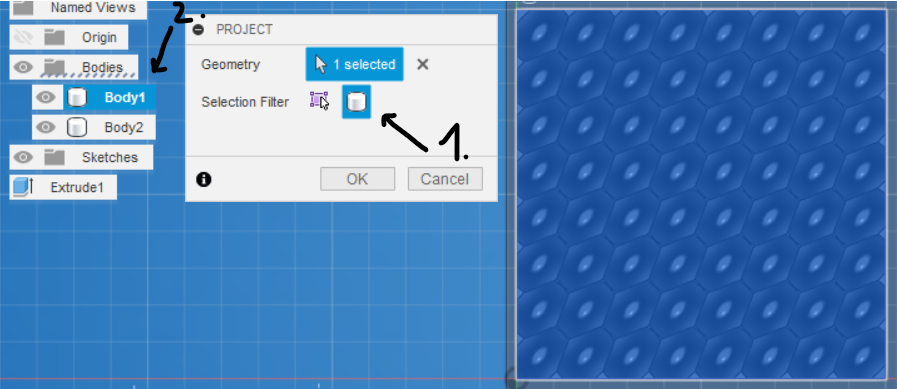 Named Views
2.
PROJECT
Origin
Geometry
1 selected
Bodies
Selection Filter
Body1
Body2
1.
Sketches
OK
Cancel
Extrude1